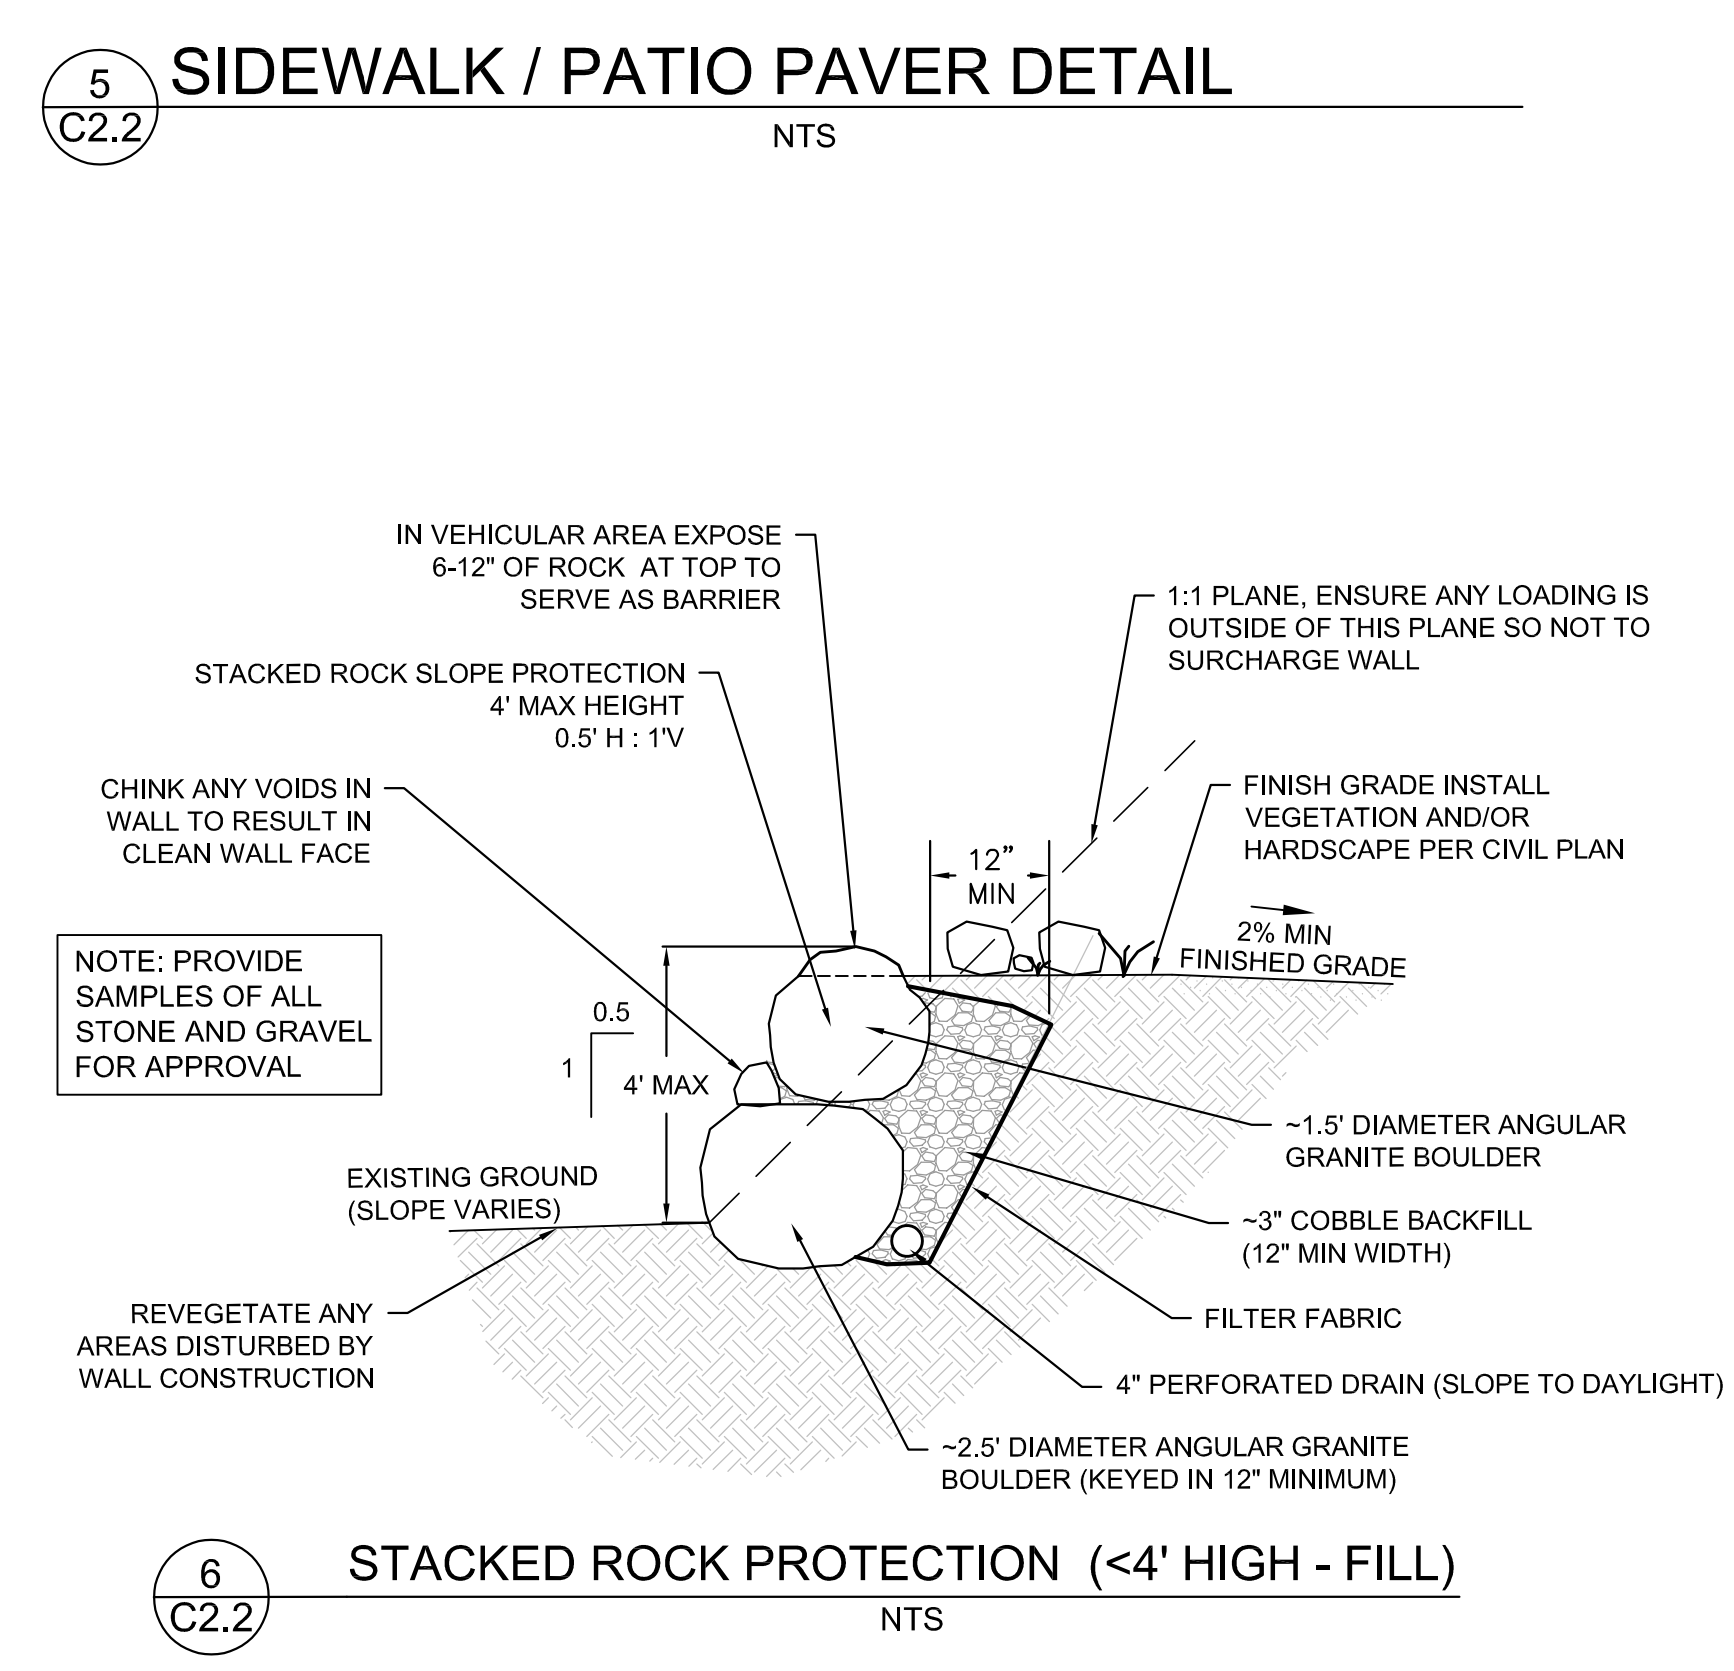 5
C2.2
SIDEWALK / PATIO PAVER DETAIL
NTS
IN VEHICULAR AREA EXPOSE
6-12" OF ROCK AT TOP TO
SERVE AS BARRIER
1:1 PLANE, ENSURE ANY LOADING IS
OUTSIDE OF THIS PLANE SO NOT TO
SURCHARGE WALL
STACKED ROCK SLOPE PROTECTION
4' MAX HEIGHT
0.5' H : 1'V
CHINK ANY VOIDS IN
WALL TO RESULT IN
CLEAN WALL FACE
FINISH GRADE INSTALL
VEGETATION AND/OR
HARDSCAPE PER CIVIL PLAN
12”
MIN
2% MIN
FINISHED GRADE
NOTE: PROVIDE
SAMPLES OF ALL
STONE AND GRAVEL
FOR APPROVAL
0.5
1
4' MAX
~1.5' DIAMETER ANGULAR
GRANITE BOULDER
EXISTING GROUND
(SLOPE VARIES)
~3" COBBLE BACKFILL
(12" MIN WIDTH)
REVEGETATE ANY
AREAS DISTURBED BY
WALL CONSTRUCTION
FILTER FABRIC
4" PERFORATED DRAIN (SLOPE TO DAYLIGHT)
~2.5' DIAMETER ANGULAR GRANITE
BOULDER (KEYED IN 12" MINIMUM)
6
C2.2
STACKED ROCK PROTECTION (<4' HIGH - FILL)
NTS